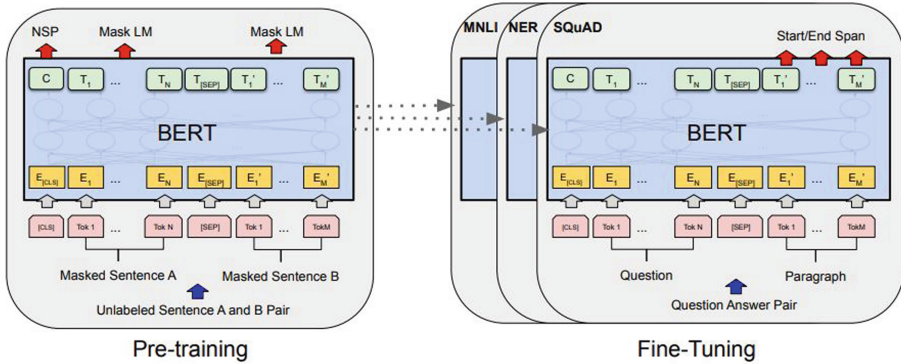 NSP Mask LM Mask LM
C T1 ... TN T[SEP] T1' ... TM'
BERT
E[CLS] E1 ... EN E[SEP] E1' ... EM'
[CLS] Tok 1 ... Tok N [SEP] Tok 1 ... TokM
Masked Sentence A Masked Sentence B
Unlabeled Sentence A and B Pair
Pre-training
MNLI NER SQuAD
Start/End Span
C T1 ... TN T[SEP] T1' ... TM'
BERT
E[CLS] E1 ... EN E[SEP] E1' ... EM'
[CLS] Tok 1 ... Tok N [SEP] Tok 1 ... TokM
Question Paragraph
Question Answer Pair
Fine-Tuning